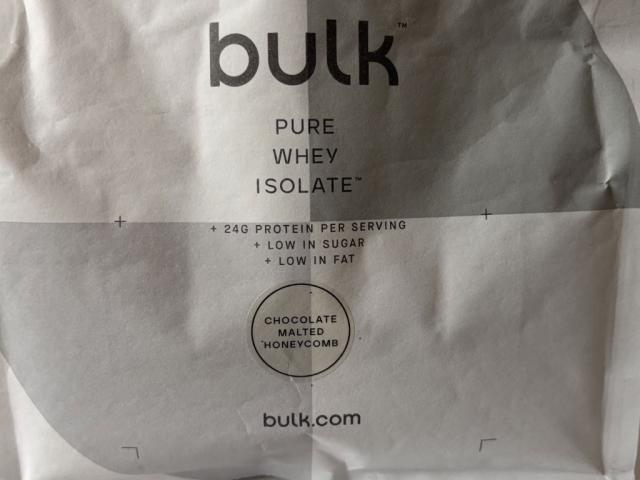 bulk™
PURE
WHEY
ISOLATE™
+ 24G PROTEIN PER SERVING
+ LOW IN SUGAR
+ LOW IN FAT
CHOCOLATE
MALTED
HONEYCOMB
bulk.com